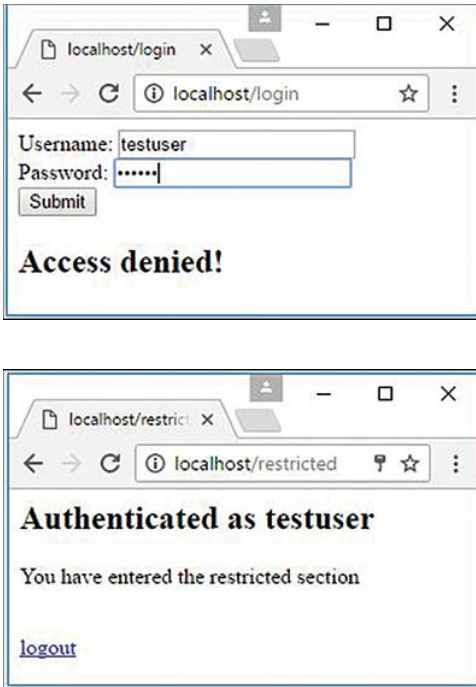 localhost/login
localhost/login
Username: testuser
Password: ••••••
Submit
Access denied!
localhost/restric
localhost/restricted
Authenticated as testuser
You have entered the restricted section
logout